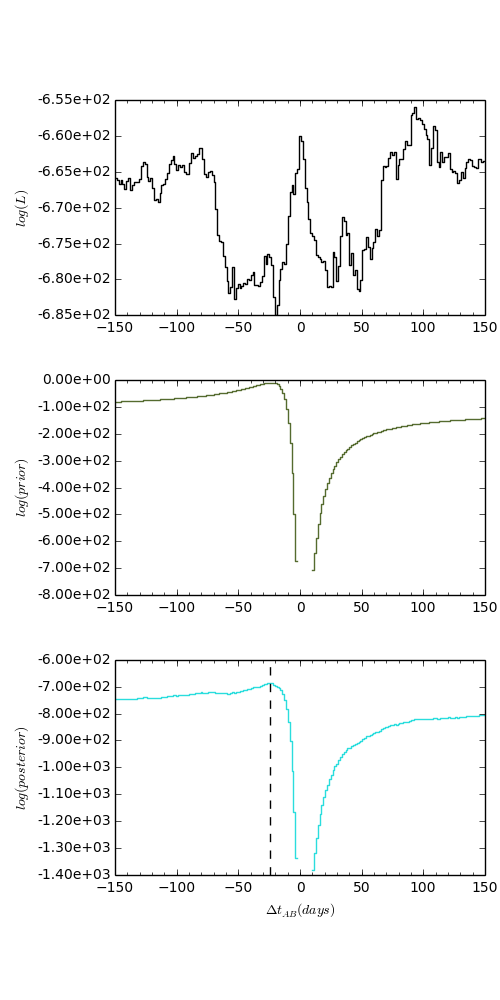 -6.55e+02
-6.60e+02
-6.65e+02
-6.70e+02
-6.75e+02
-6.80e+02
-6.85e+02
log(L)
−150 −100 −50 0 50 100 150
0.00e+00
-1.00e+02
-2.00e+02
-3.00e+02
-4.00e+02
-5.00e+02
-6.00e+02
-7.00e+02
-8.00e+02
log(prior)
−150 −100 −50 0 50 100 150
-6.00e+02
-7.00e+02
-8.00e+02
-9.00e+02
-1.00e+03
-1.10e+03
-1.20e+03
-1.30e+03
-1.40e+03
log(posterior)
−150 −100 −50 0 50 100 150
Δt_AB(days)